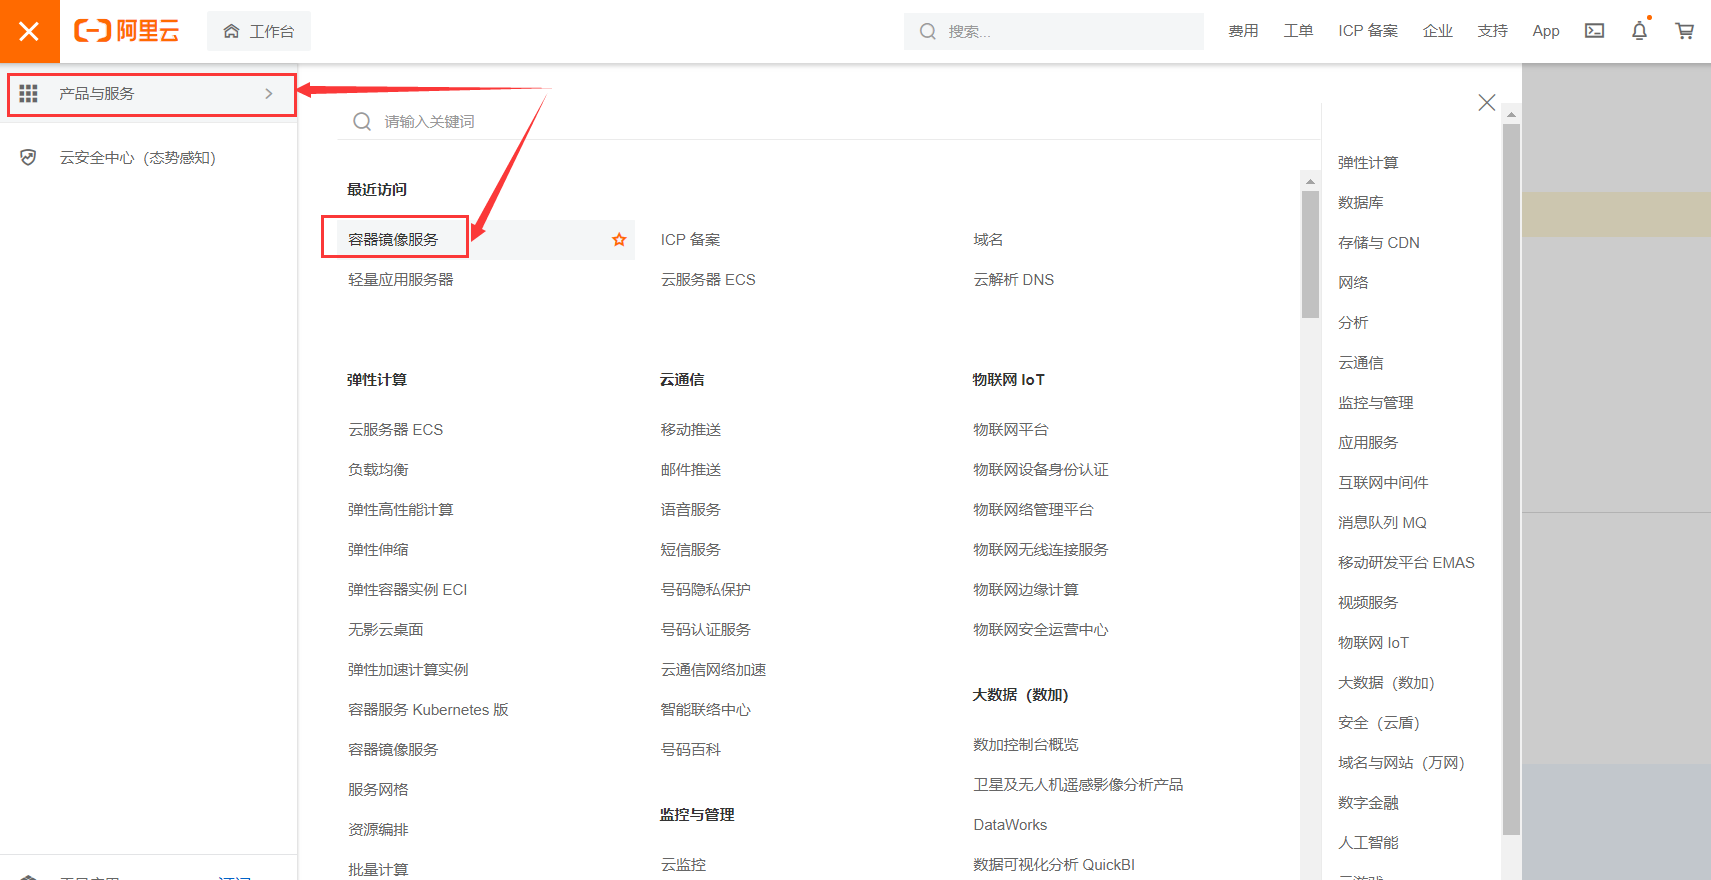 阿里云
工作台
搜索...
费用
工单
ICP 备案
企业
支持
App
产品与服务
云安全中心（态势感知）
请输入关键词
最近访问
容器镜像服务
ICP 备案
域名
轻量应用服务器
云服务器 ECS
云解析 DNS
弹性计算
云服务器 ECS
负载均衡
弹性高性能计算
弹性伸缩
弹性容器实例 ECI
无影云桌面
弹性加速计算实例
容器服务 Kubernetes 版
容器镜像服务
服务网格
资源编排
批量计算
云通信
移动推送
邮件推送
语音服务
短信服务
号码隐私保护
号码认证服务
云通信网络加速
智能联络中心
号码百科
监控与管理
云监控
物联网 IoT
物联网平台
物联网设备身份认证
物联网络管理平台
物联网无线连接服务
物联网边缘计算
物联网安全运营中心
大数据（数加）
数加控制台概览
卫星及无人机遥感影像分析产品
DataWorks
数据可视化分析 QuickBI
弹性计算
数据库
存储与 CDN
网络
分析
云通信
监控与管理
应用服务
互联网中间件
消息队列 MQ
移动研发平台 EMAS
视频服务
物联网 IoT
大数据（数加）
安全（云盾）
域名与网站（万网）
数字金融
人工智能